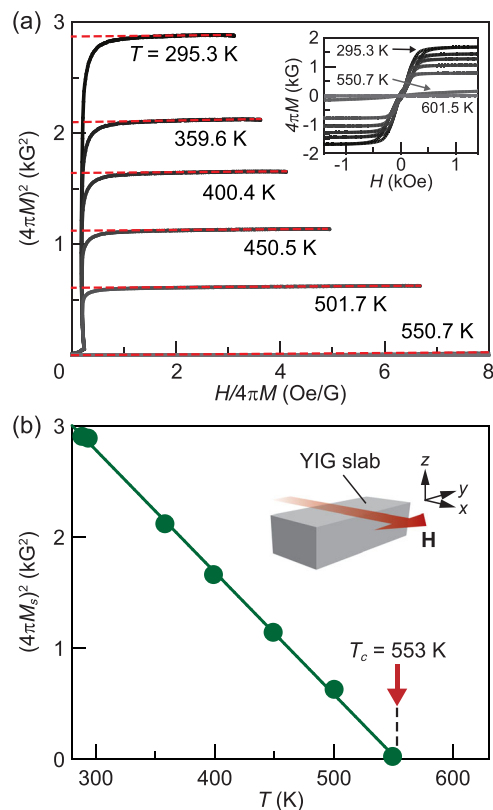 (a)
3
2
1
0
(4πM)² (kG²)
T = 295.3 K
359.6 K
400.4 K
450.5 K
501.7 K
550.7 K
0 2 4 6 8
H/4πM (Oe/G)
2
1
0
-1
-2
4πM (kG)
295.3 K
550.7 K
601.5 K
-1 0 1
H (kOe)
(b)
3
2
1
0
(4πMs)² (kG²)
YIG slab
z
y
x
H
Tc = 553 K
300 400 500 600
T (K)